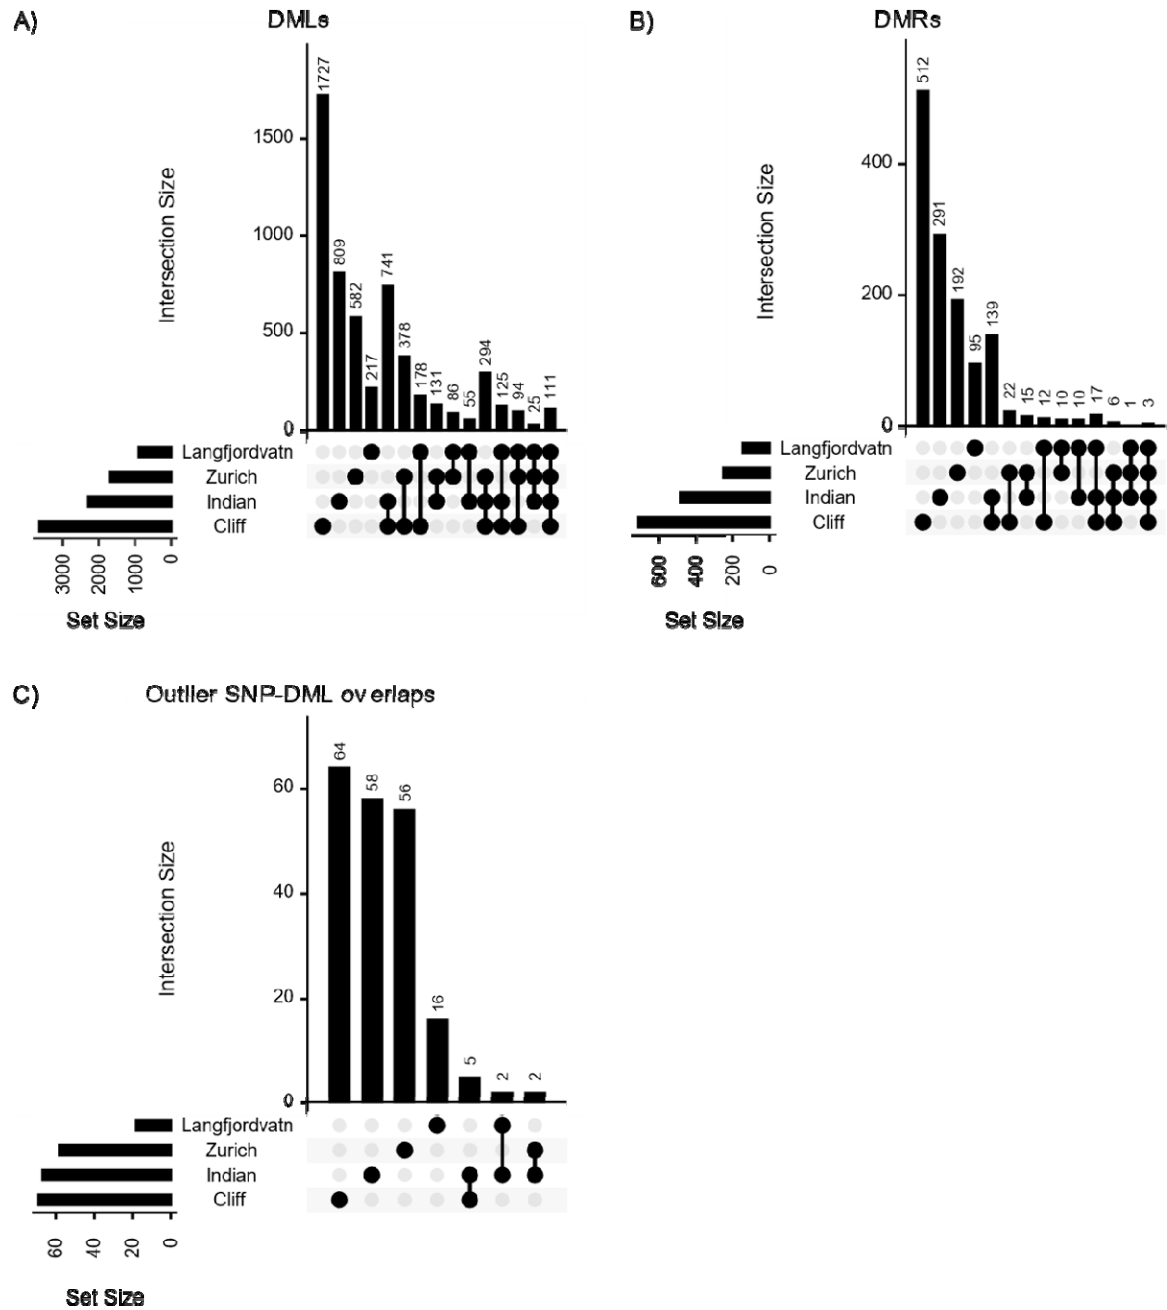 A)
DMLs
Intersection Size
1500
1000
500
0
1727
809
582
217
741
378
178
131
86
55
294
125
94
25
111
Langfjordvatn
Zurich
Indian
Cliff
3000
2000
1000
0
Set Size
B)
DMRs
Intersection Size
400
200
0
512
291
192
95
139
22
15
12
10
10
17
6
1
3
Langfjordvatn
Zurich
Indian
Cliff
600
400
200
0
Set Size
C)
Outlier SNP-DML overlaps
Intersection Size
60
40
20
0
64
58
56
16
5
2
2
Langfjordvatn
Zurich
Indian
Cliff
60
40
20
0
Set Size